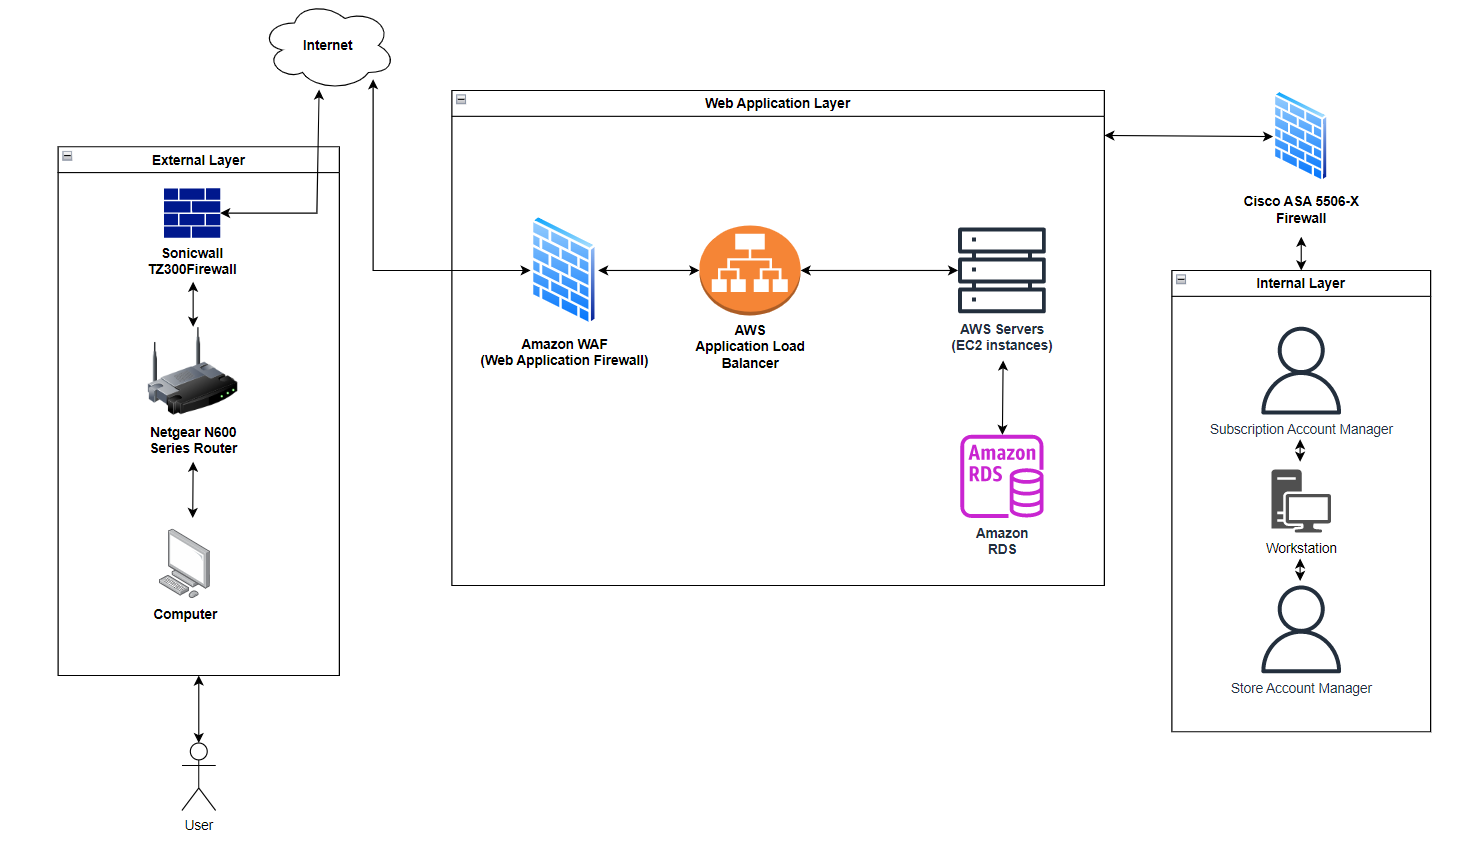 Internet
Web Application Layer
External Layer
Sonicwall
TZ300Firewall
Netgear N600
Series Router
Computer
User
Amazon WAF
(Web Application Firewall)
AWS
Application Load
Balancer
AWS Servers
(EC2 instances)
Amazon
RDS
Amazon
RDS
Cisco ASA 5506-X
Firewall
Internal Layer
Subscription Account Manager
Workstation
Store Account Manager